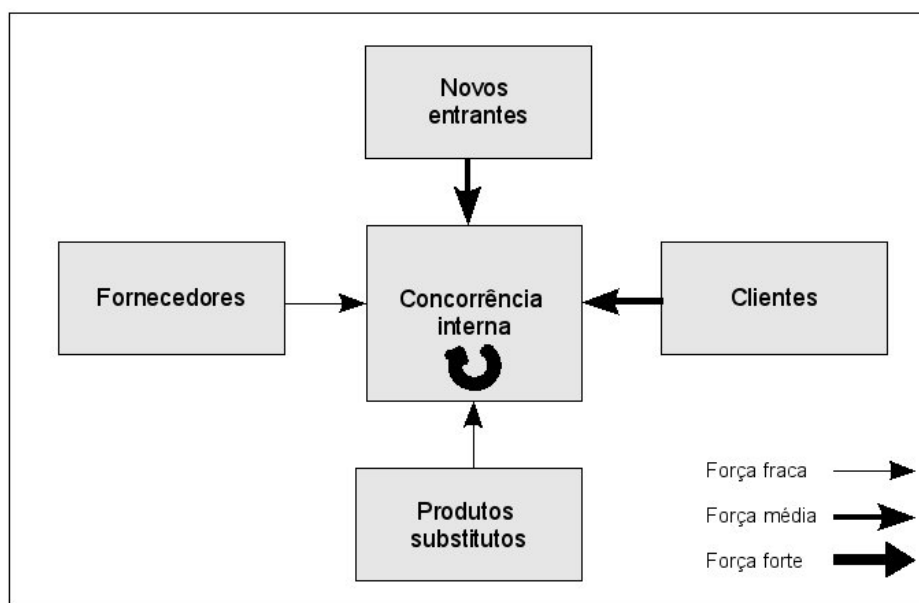 Novos
entrantes
Fornecedores
Concorrência
interna
Clientes
Produtos
substitutos
Força fraca
Força média
Força forte